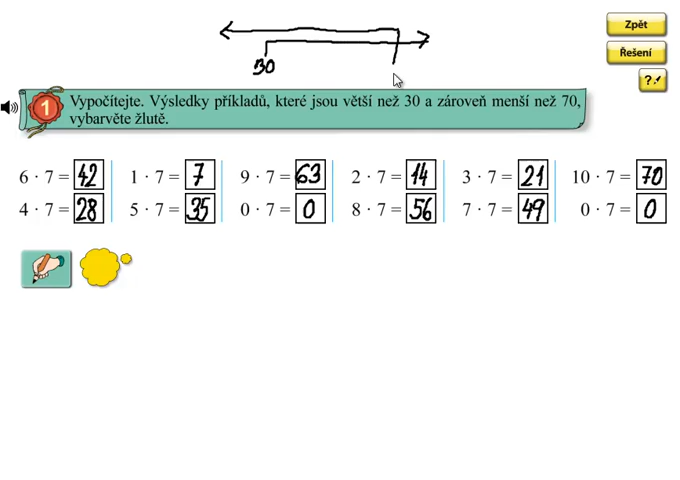 Zpět
Řešení
?
30
1 Vypočítejte. Výsledky příkladů, které jsou větší než 30 a zároveň menší než 70,
vybarvěte žlutě.
6 · 7 = 42 1 · 7 = 7 9 · 7 = 63 2 · 7 = 14 3 · 7 = 21 10 · 7 = 70
4 · 7 = 28 5 · 7 = 35 0 · 7 = 0 8 · 7 = 56 7 · 7 = 49 0 · 7 = 0